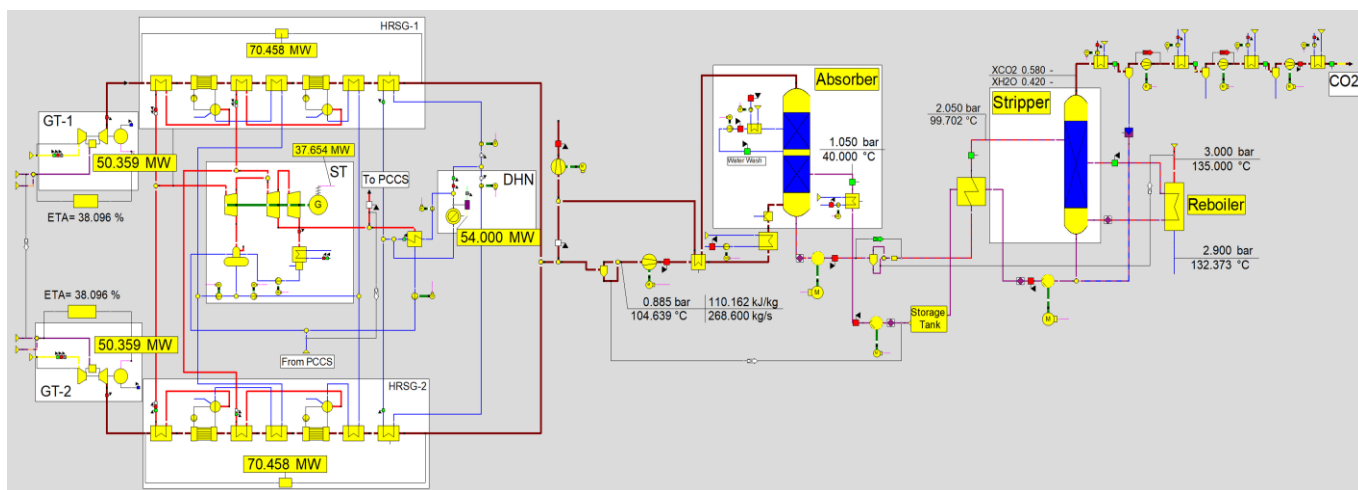 HRSG-1
70.458 MW
GT-1
50.359 MW
ETA= 38.096 %
37.654 MW
ST
G
To PCCS
DHN
54.000 MW
ETA= 38.096 %
50.359 MW
GT-2
From PCCS
HRSG-2
70.458 MW
Absorber
Water Wash
1.050 bar
40.000 °C
0.885 bar
104.639 °C
110.162 kJ/kg
268.600 kg/s
M
Storage
Tank
XCO2 0.580 -
XH2O 0.420 -
Stripper
2.050 bar
99.702 °C
3.000 bar
135.000 °C
Reboiler
2.900 bar
132.373 °C
M
CO2